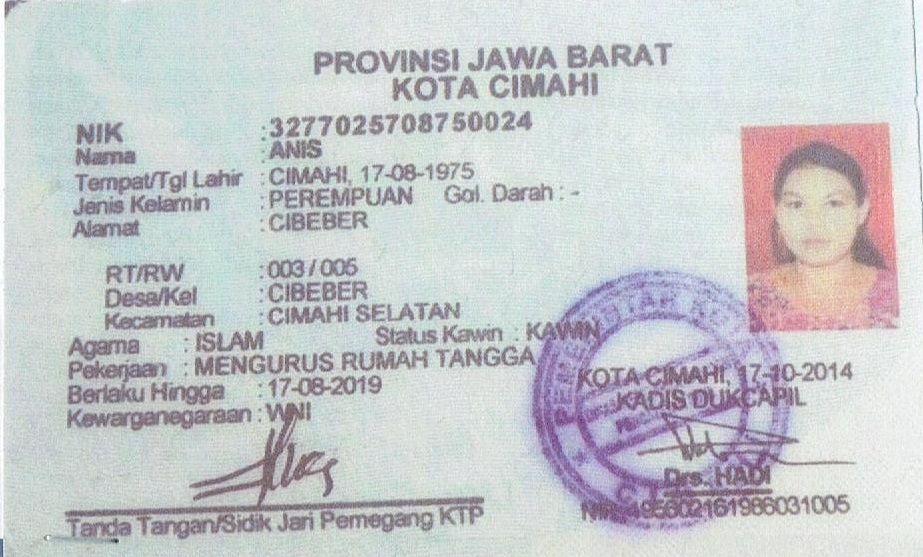 PROVINSI JAWA BARAT
KOTA CIMAHI
NIK : 3277025708750024
Nama : ANIS
Tempat/Tgl Lahir : CIMAHI, 17-08-1975
Jenis Kelamin : PEREMPUAN Gol. Darah : -
Alamat : CIBEBER
RT/RW : 003 / 005
Desa/Kel : CIBEBER
Kecamatan : CIMAHI SELATAN
Agama : ISLAM Status Kawin : KAWIN
Pekerjaan : MENGURUS RUMAH TANGGA
Berlaku Hingga : 17-08-2019
Kewarganegaraan : WNI
KOTA CIMAHI, 17-10-2014
KADIS DUKCAPIL
Drs. HADI
Tanda Tangan/Sidik Jari Pemegang KTP